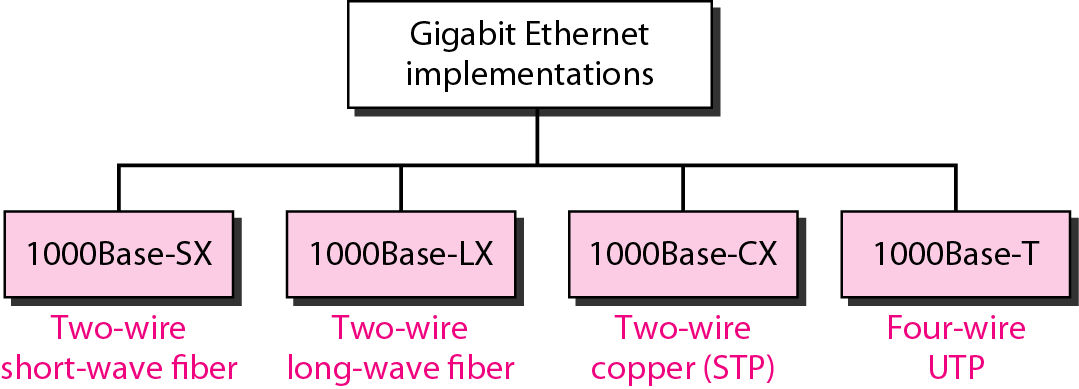 Gigabit Ethernet
implementations
1000Base-SX
1000Base-LX
1000Base-CX
1000Base-T
Two-wire
short-wave fiber
Two-wire
long-wave fiber
Two-wire
copper (STP)
Four-wire
UTP